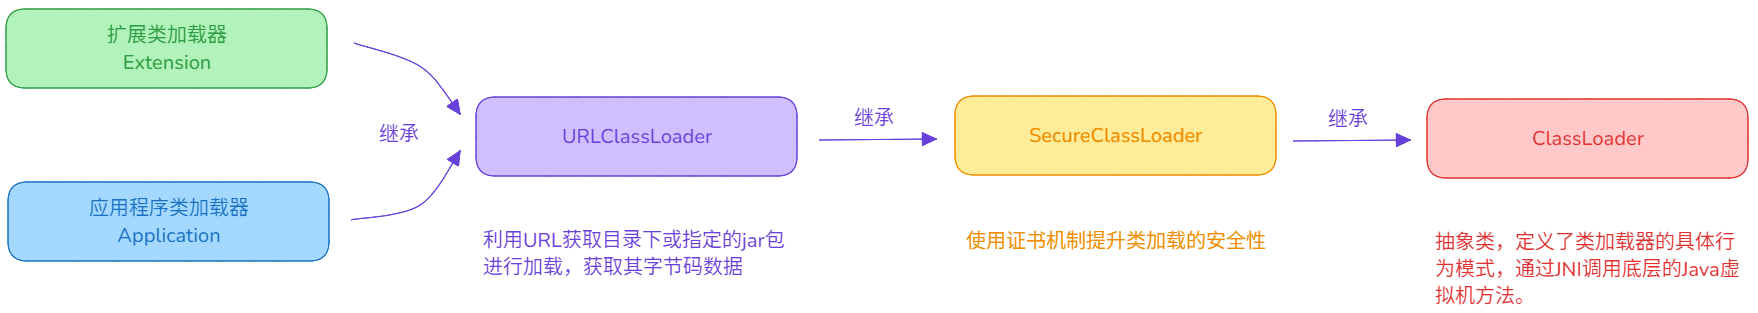 扩展类加载器
Extension
继承
应用程序类加载器
Application
URLClassLoader
利用URL获取目录下或指定的jar包
进行加载，获取其字节码数据
继承
SecureClassLoader
使用证书机制提升类加载的安全性
继承
ClassLoader
抽象类，定义了类加载器的具体行
为模式，通过JNI调用底层的Java虚
拟机方法。